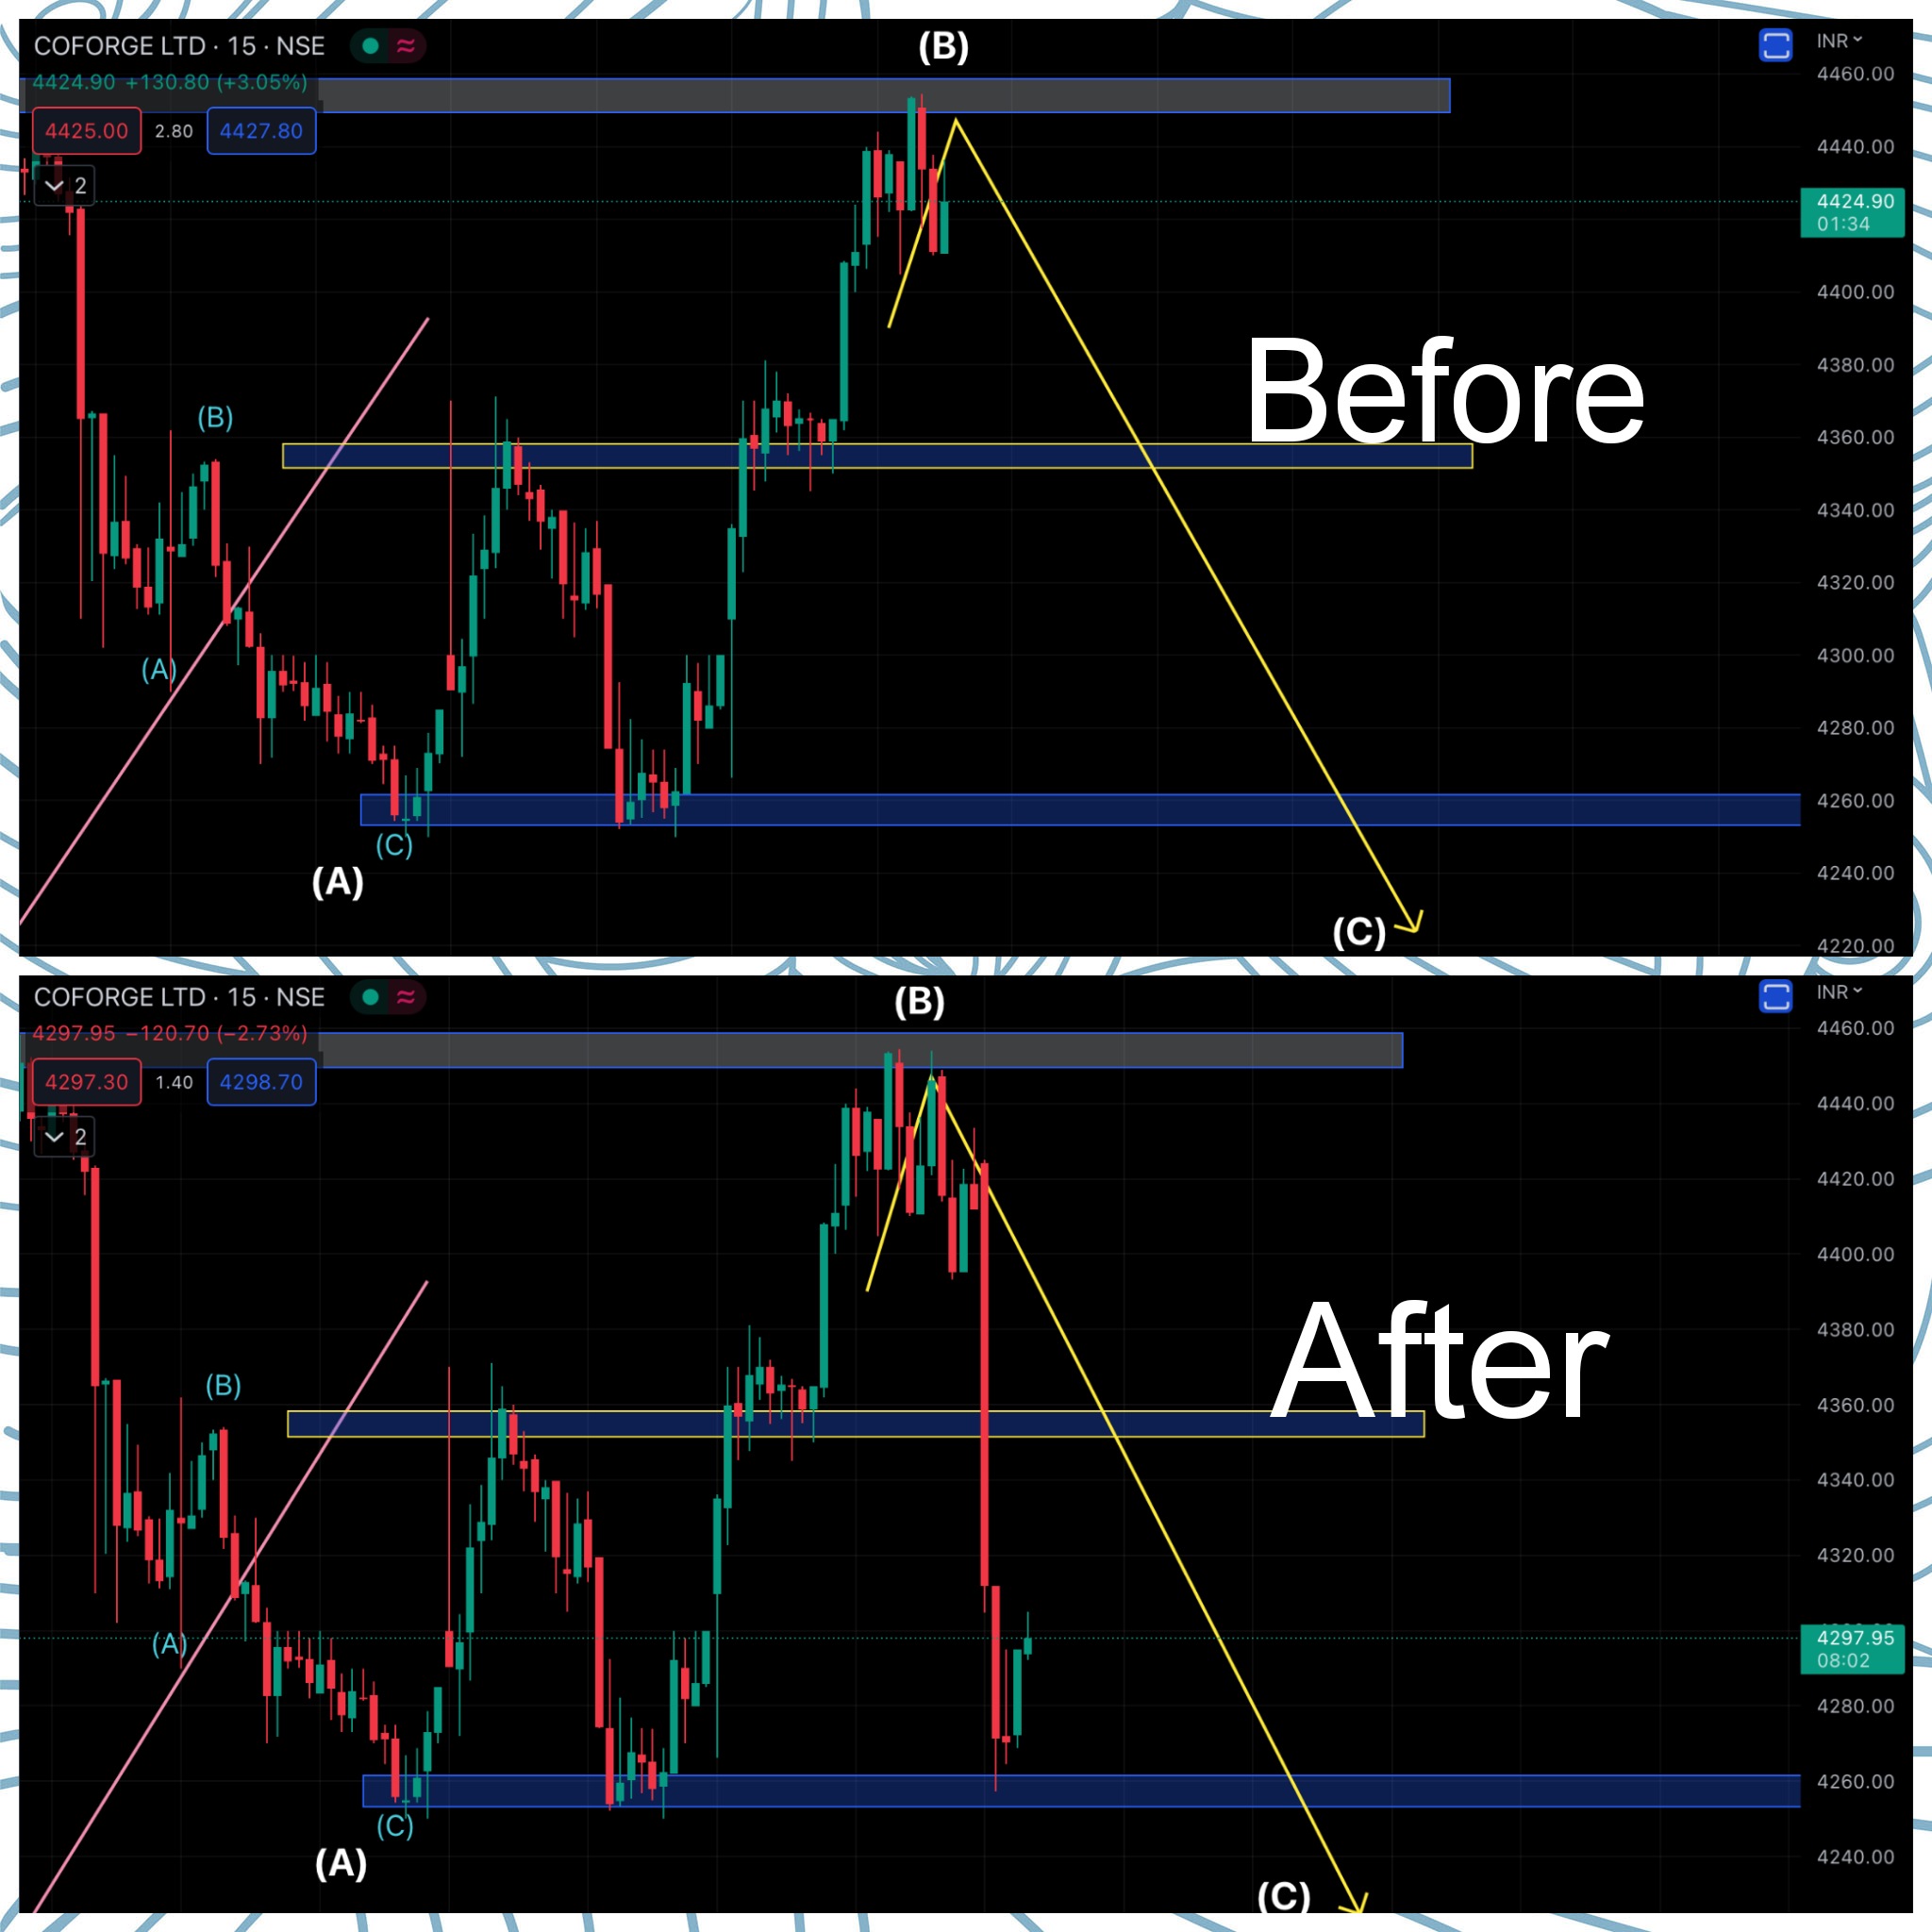 COFORGE LTD · 15 · NSE
(B)
INR
4424.90 +130.80 (+3.05%)
4460.00
4425.00 2.80 4427.80
4440.00
2
4424.90
01:34
4400.00
Before
4380.00
(B)
4360.00
4340.00
4320.00
(A)
4300.00
4280.00
4260.00
(C)
(A)
4240.00
(C)
4220.00
COFORGE LTD · 15 · NSE
(B)
INR
4297.95 −120.70 (−2.73%)
4460.00
4297.30 1.40 4298.70
4440.00
2
4420.00
4400.00
After
4380.00
(B)
4360.00
4340.00
4320.00
(A)
4297.95
08:02
4280.00
4260.00
(C)
(A)
4240.00
(C)